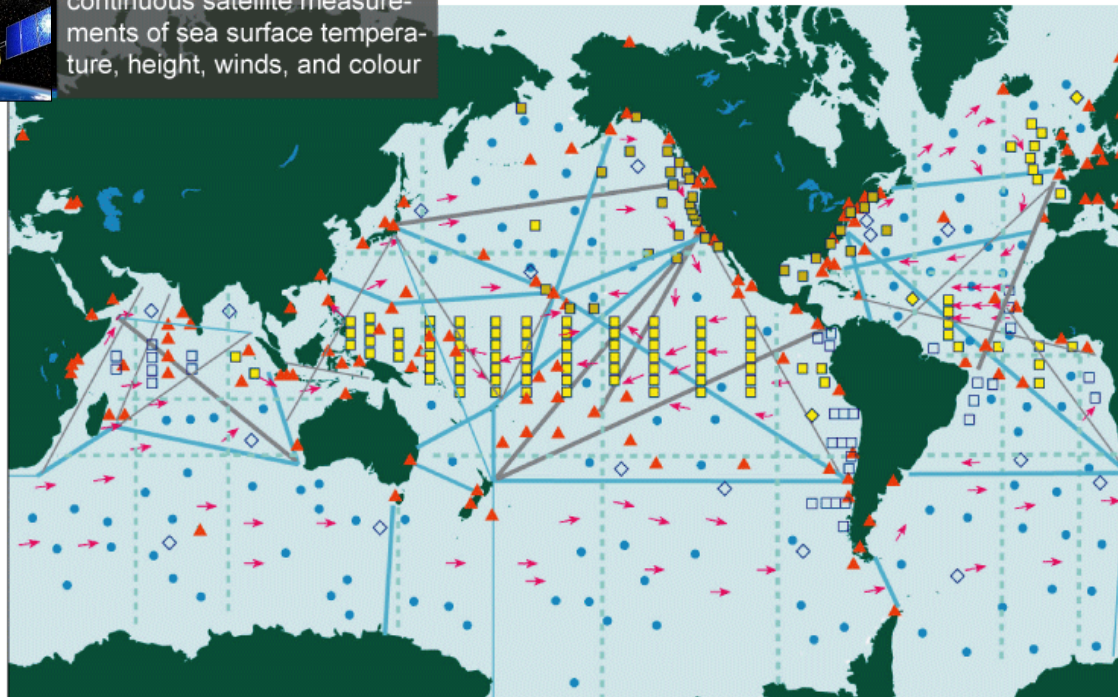 continuous satellite measure-
ments of sea surface tempera-
ture, height, winds, and colour